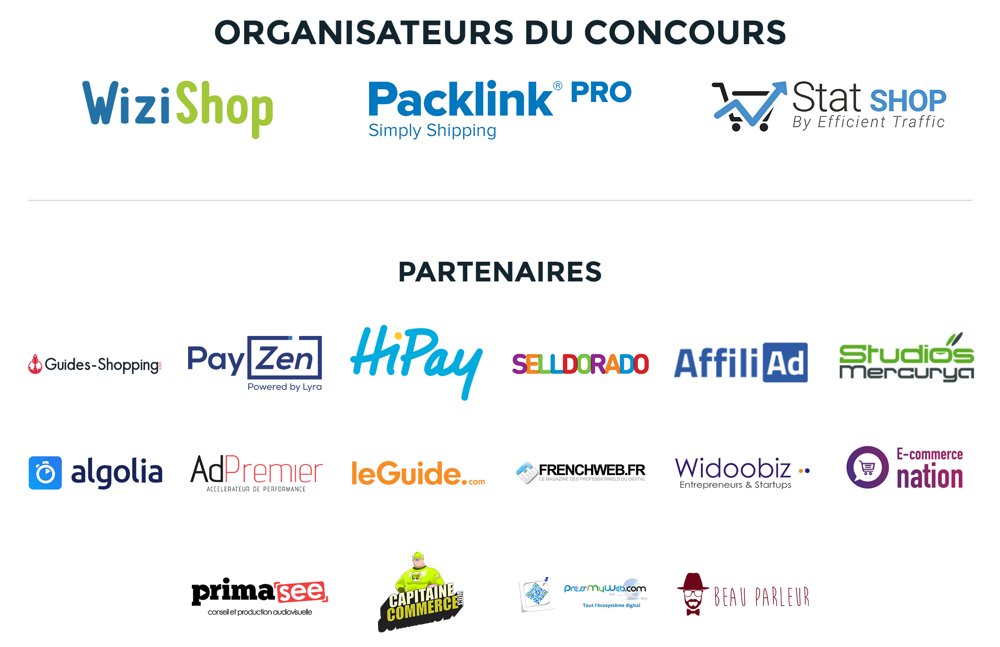 ORGANISATEURS DU CONCOURS
WiziShop
Packlink® PRO
Simply Shipping
Stat SHOP
By Efficient Traffic
PARTENAIRES
Guides-Shopping.com
PayZen
Powered by Lyra
HiPay
SELLDORADO
AffiliAd
Studio's
Mercurya
algolia
AdPremier
ACCELERATEUR DE PERFORMANCE
leGuide.com
FRENCHWEB.FR
LE MAGAZINE DES PROFESSIONNELS DU DIGITAL
Widoobiz
Entrepreneurs & Startups
E-commerce
nation
primasee
conseil et production audiovisuelle
CC
CAPITAINE
COMMERCE.COM
PressMyWeb.com
Tout l'écosystème digital
BEAU PARLEUR